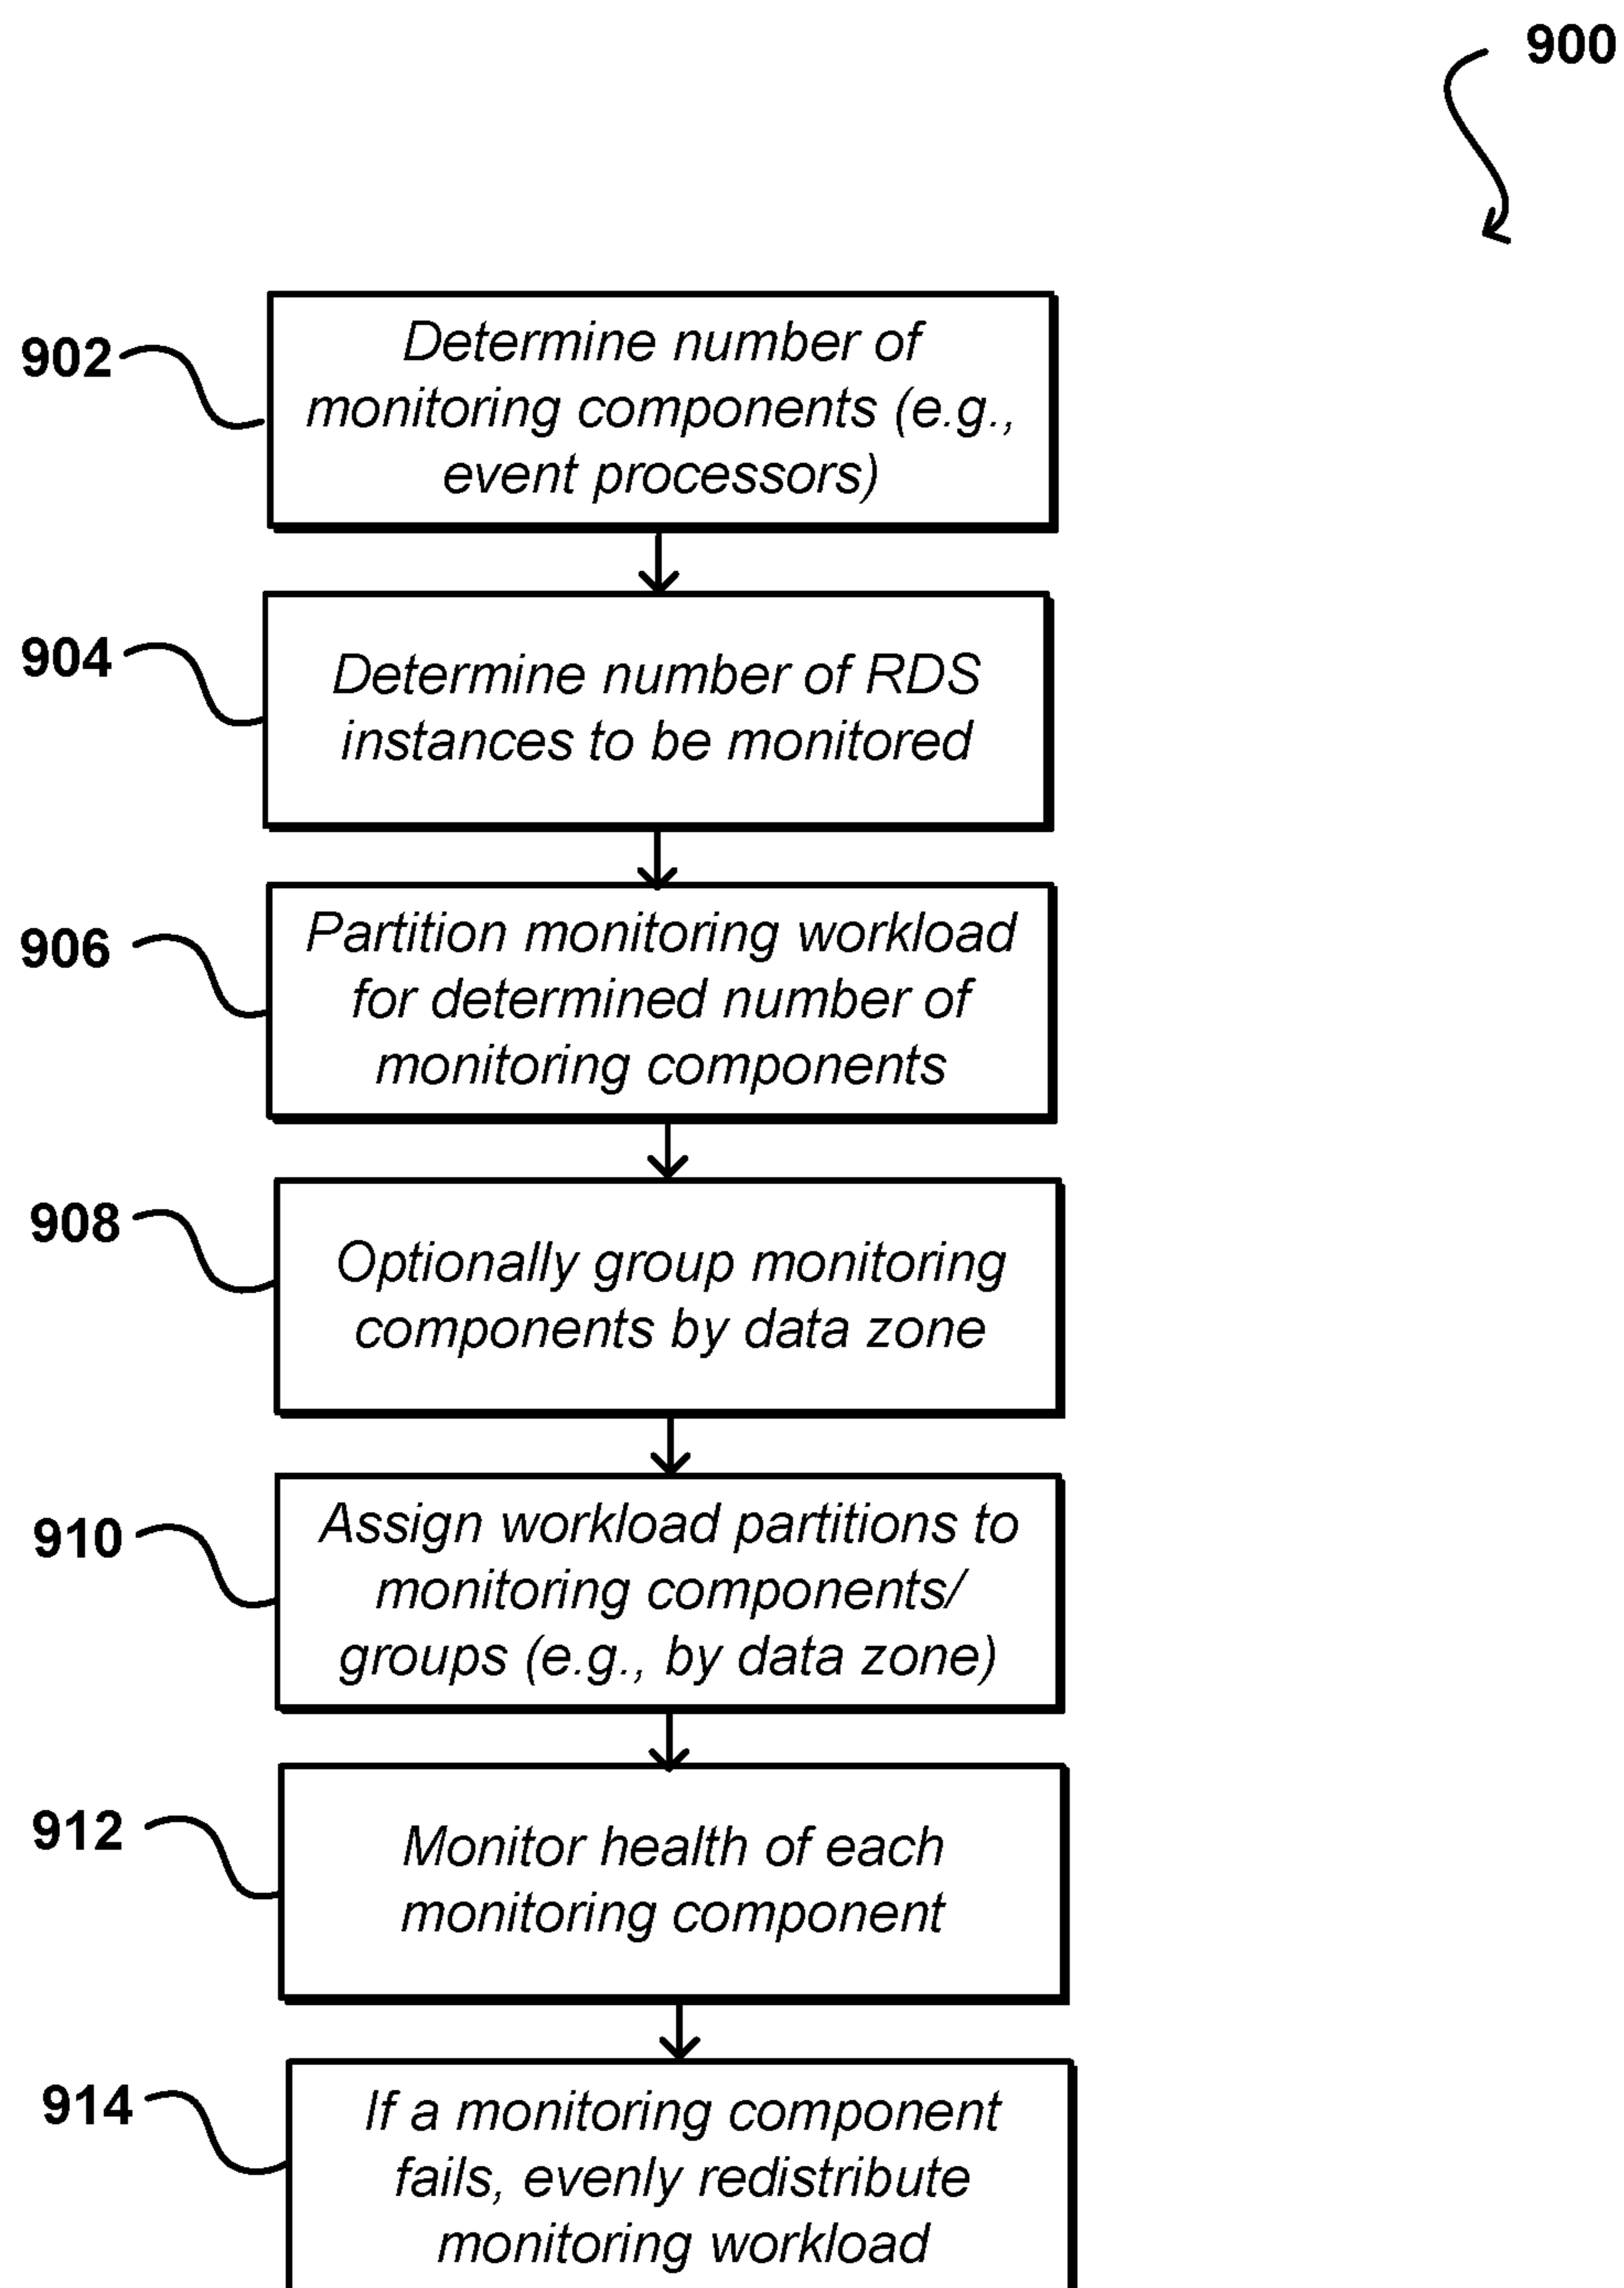 900
902
Determine number of
monitoring components (e.g.,
event processors)
904
Determine number of RDS
instances to be monitored
906
Partition monitoring workload
for determined number of
monitoring components
908
Optionally group monitoring
components by data zone
910
Assign workload partitions to
monitoring components/
groups (e.g., by data zone)
912
Monitor health of each
monitoring component
914
If a monitoring component
fails, evenly redistribute
monitoring workload